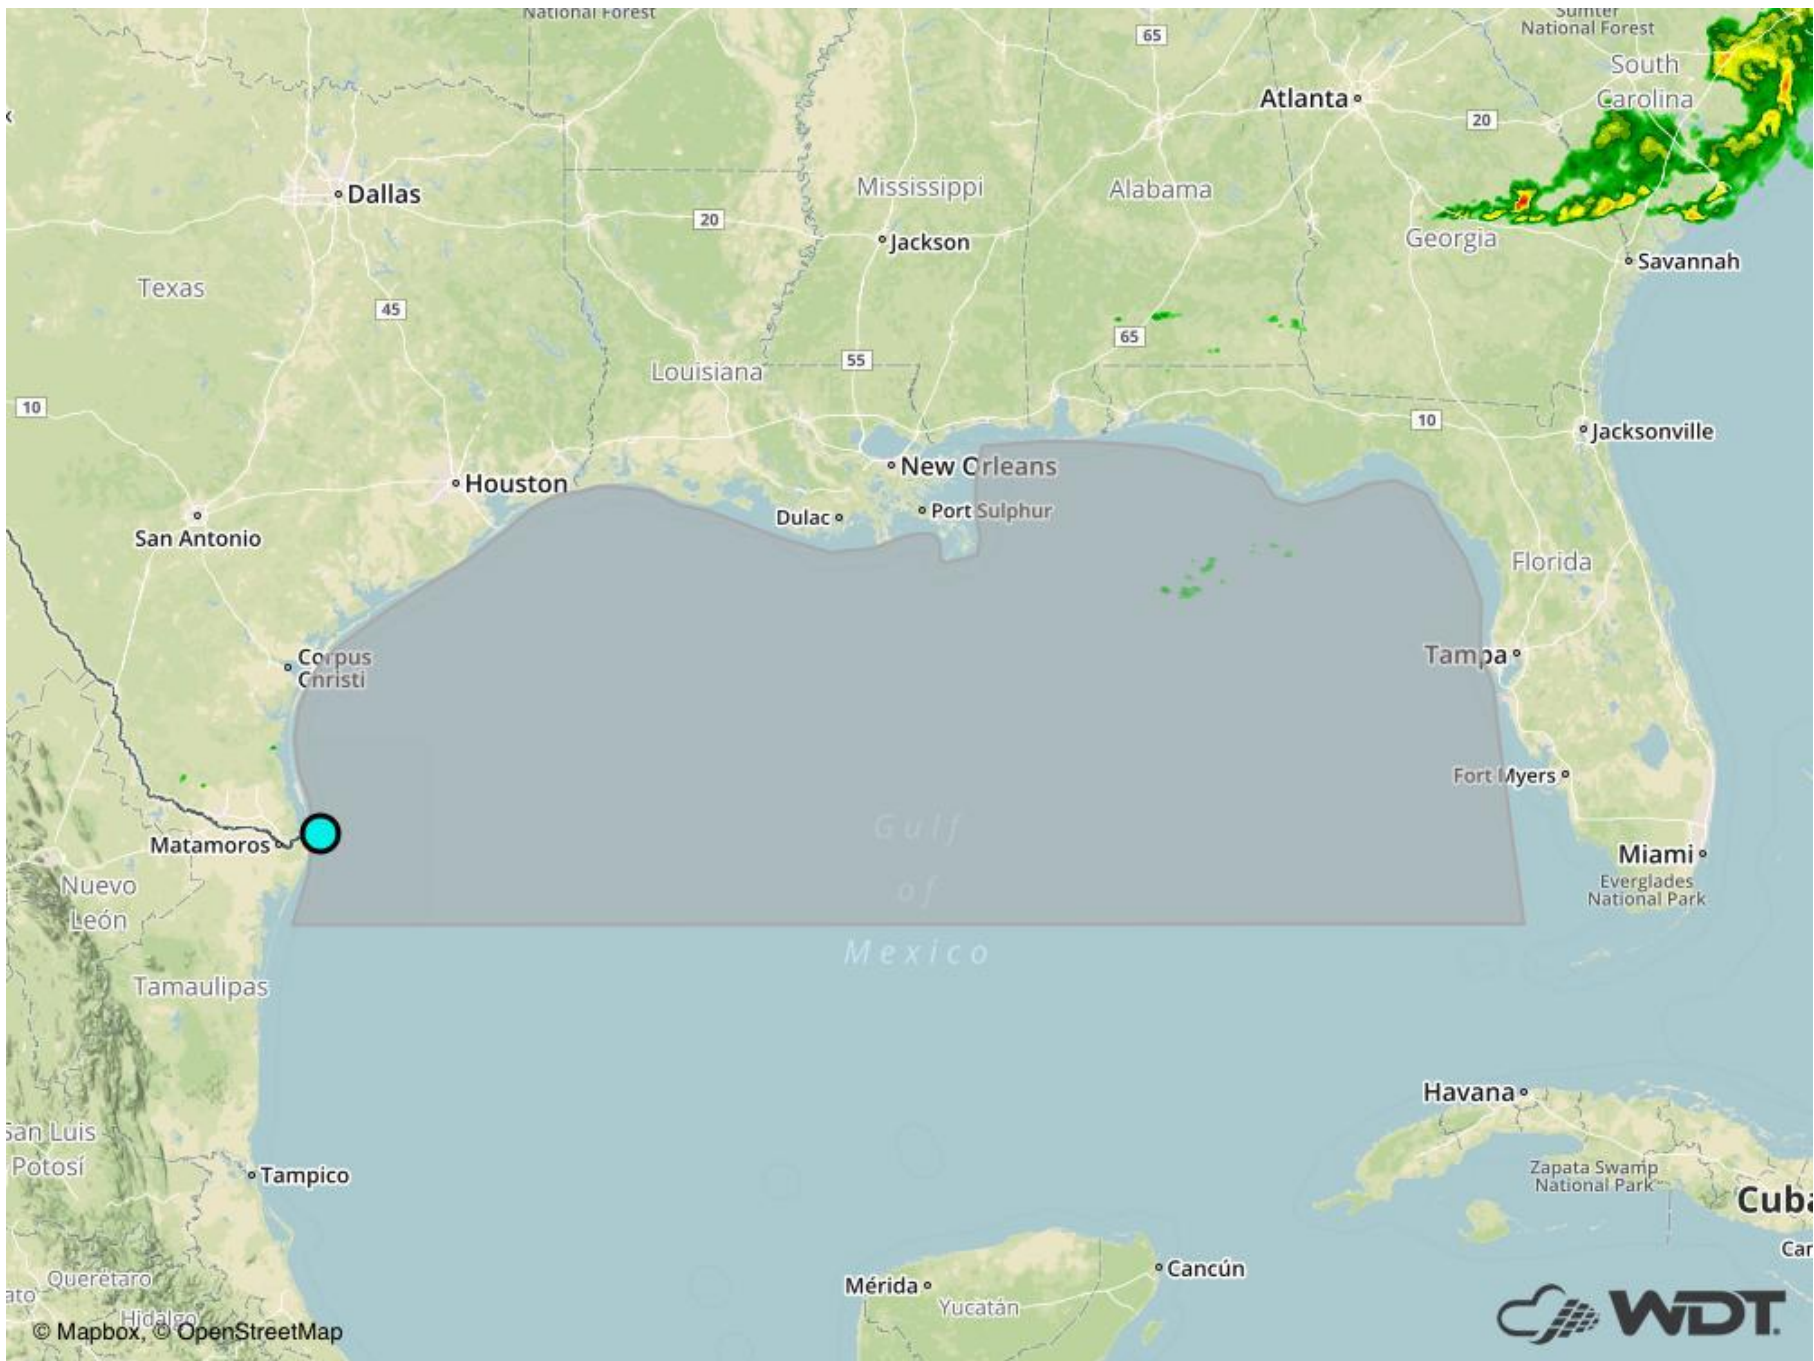 National Forest
65
Sumter
National Forest
South
Carolina
Atlanta
20
Dallas
Mississippi
Alabama
20
Jackson
Georgia
Savannah
Texas
45
65
55
Louisiana
10
10
Jacksonville
New Orleans
Houston
Dulac
Port Sulphur
San Antonio
Florida
Corpus
Christi
Tampa
Fort Myers
Gulf
of
Mexico
Matamoros
Miami
Everglades
National Park
Nuevo
León
Tamaulipas
Havana
San Luis
Potosí
Zapata Swamp
National Park
Tampico
Cuba
Car
Cancún
Mérida
Yucatán
Querétaro
ato
Hidalgo
© Mapbox, © OpenStreetMap
WDT